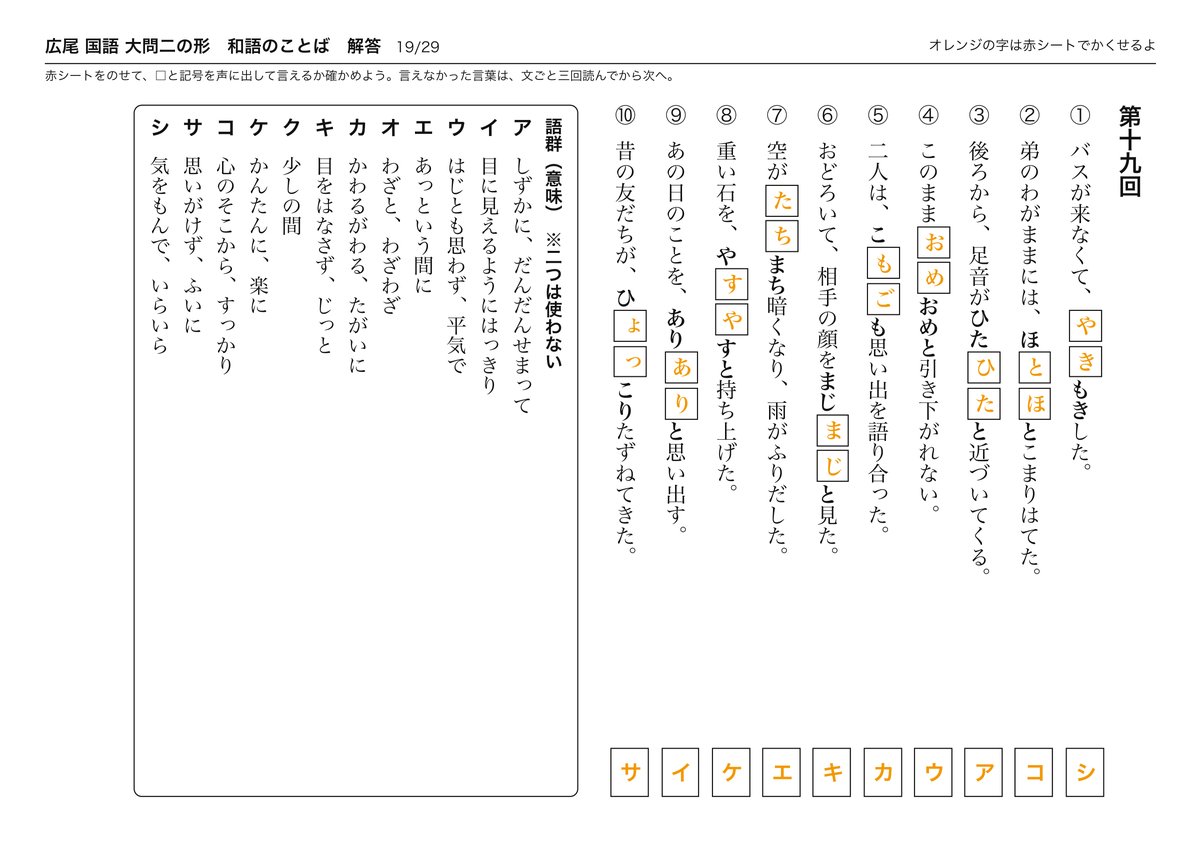 広尾 国語 大問二の形　和語のことば　解答　19/29
オレンジの字は赤シートでかくせるよ
赤シートをのせて、□と記号を声に出して言えるか確かめよう。言えなかった言葉は、文ごと三回読んでから次へ。
第十九回
① バスが来なくて、やきもきした。 シ
② 弟のわがままには、ほとほとこまりはてた。 コ
③ 後ろから、足音がひたひたと近づいてくる。 ア
④ このままおめおめと引き下がれない。 ウ
⑤ 二人は、こもごも思い出を語り合った。 カ
⑥ おどろいて、相手の顔をまじまじと見た。 キ
⑦ 空がたちまち暗くなり、雨がふりだした。 エ
⑧ 重い石を、やすやすと持ち上げた。 ケ
⑨ あの日のことを、ありありと思い出す。 イ
⑩ 昔の友だちが、ひょっこりたずねてきた。 サ
語群（意味）　※二つは使わない
ア　しずかに、だんだんせまって
イ　目に見えるようにはっきり
ウ　はじとも思わず、平気で
エ　あっという間に
オ　わざと、わざわざ
カ　かわるがわる、たがいに
キ　目をはなさず、じっと
ク　少しの間
ケ　かんたんに、楽に
コ　心のそこから、すっかり
サ　思いがけず、ふいに
シ　気をもんで、いらいら